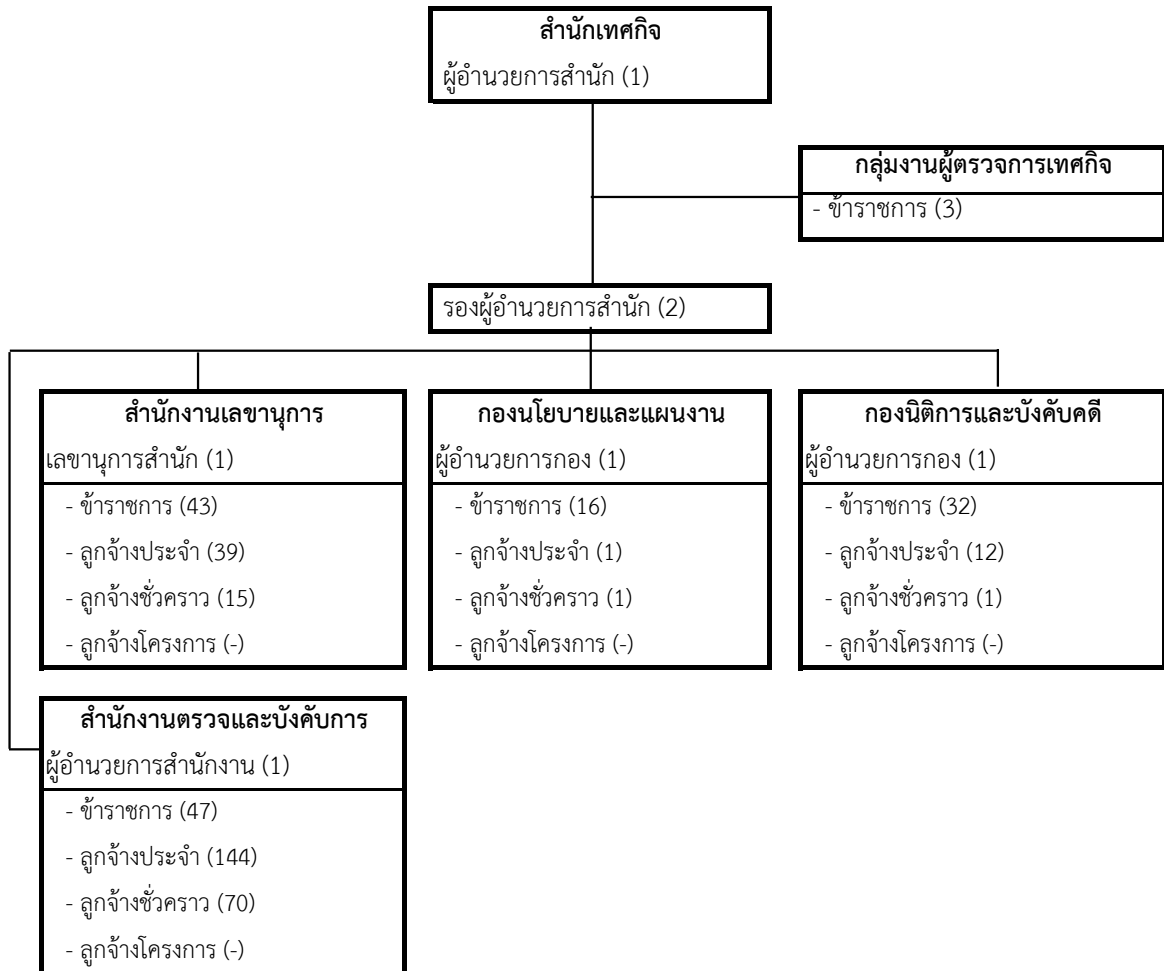 สำนักเทศกิจ
ผู้อำนวยการสำนัก (1)
กลุ่มงานผู้ตรวจการเทศกิจ
- ข้าราชการ (3)
รองผู้อำนวยการสำนัก (2)
สำนักงานเลขานุการ
เลขานุการสำนัก (1)
- ข้าราชการ (43)
- ลูกจ้างประจำ (39)
- ลูกจ้างชั่วคราว (15)
- ลูกจ้างโครงการ (-)
กองนโยบายและแผนงาน
ผู้อำนวยการกอง (1)
- ข้าราชการ (16)
- ลูกจ้างประจำ (1)
- ลูกจ้างชั่วคราว (1)
- ลูกจ้างโครงการ (-)
กองนิติการและบังคับคดี
ผู้อำนวยการกอง (1)
- ข้าราชการ (32)
- ลูกจ้างประจำ (12)
- ลูกจ้างชั่วคราว (1)
- ลูกจ้างโครงการ (-)
สำนักงานตรวจและบังคับการ
ผู้อำนวยการสำนักงาน (1)
- ข้าราชการ (47)
- ลูกจ้างประจำ (144)
- ลูกจ้างชั่วคราว (70)
- ลูกจ้างโครงการ (-)